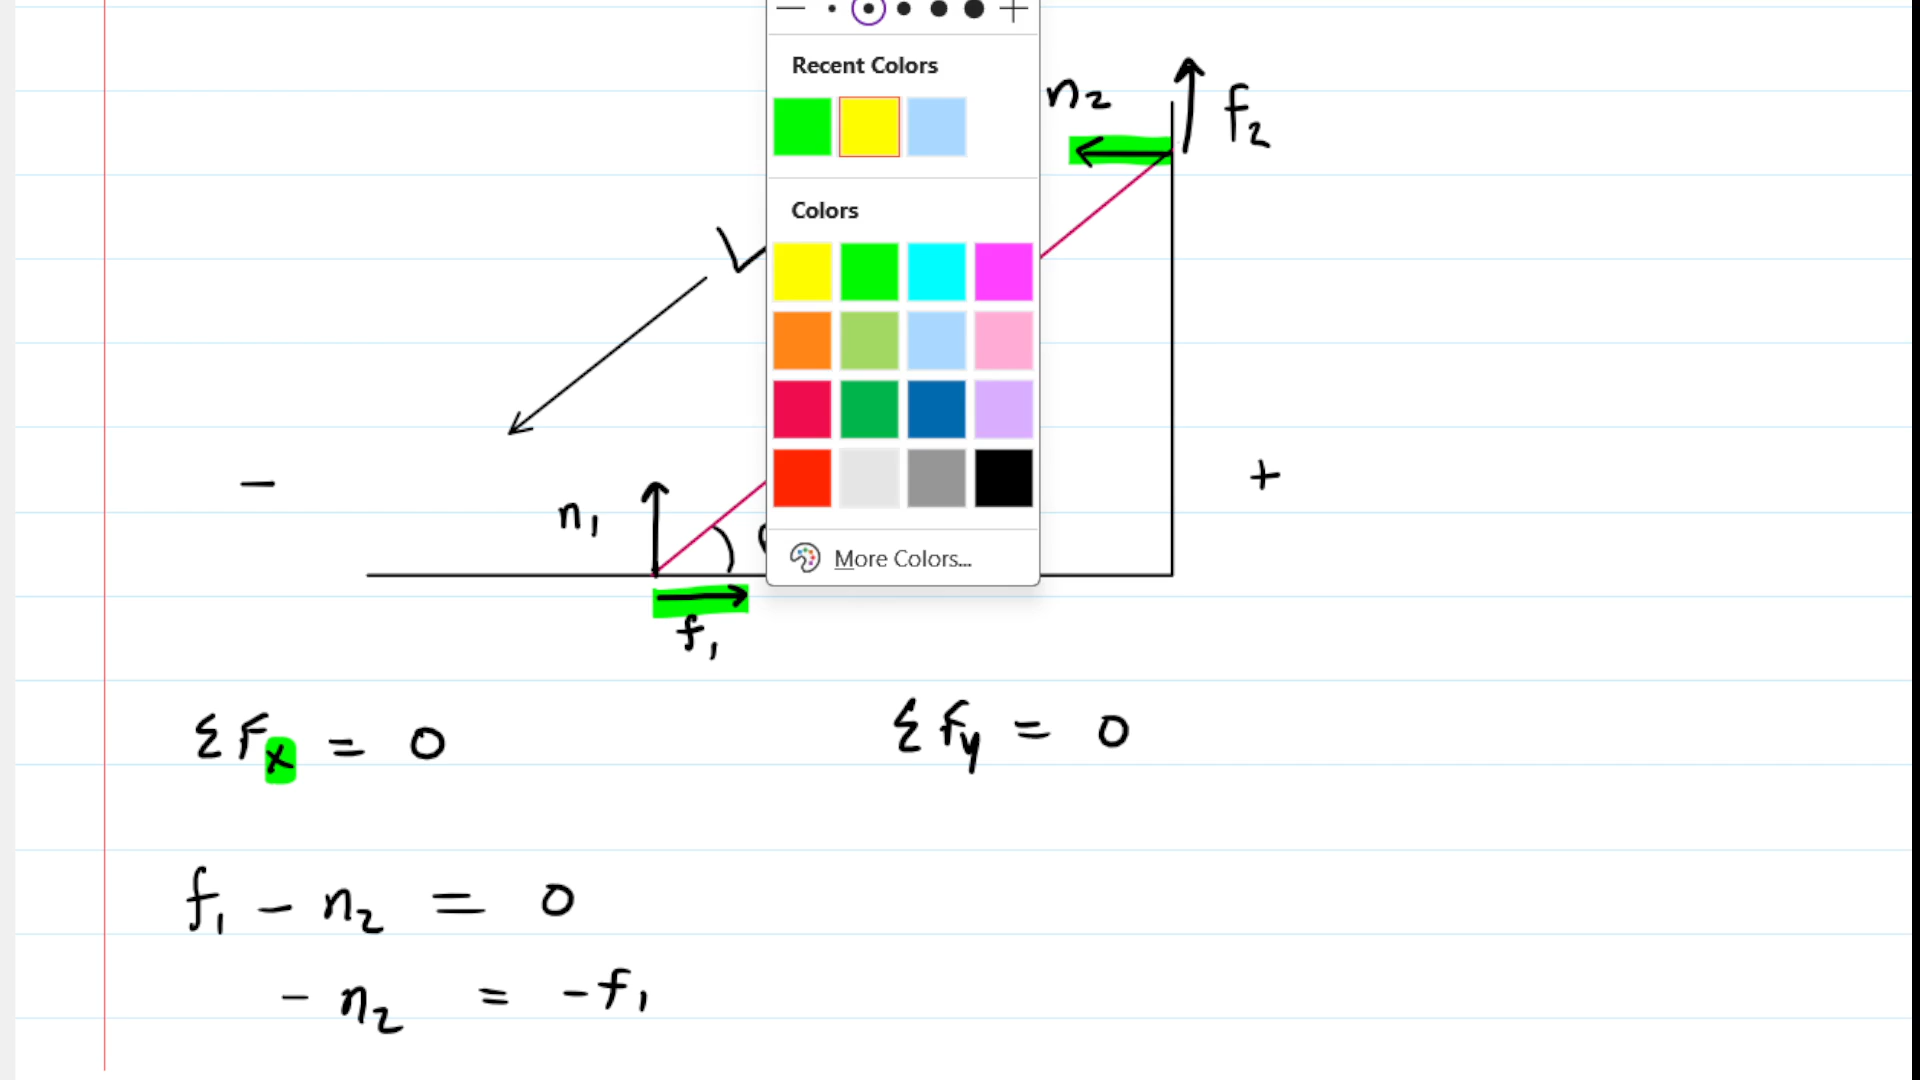 Recent Colors
n2
f2
Colors
L
-
+
n1
More Colors...
f1
ΣFx = 0
ΣFy = 0
f1 - n2 = 0
- n2 = -f1